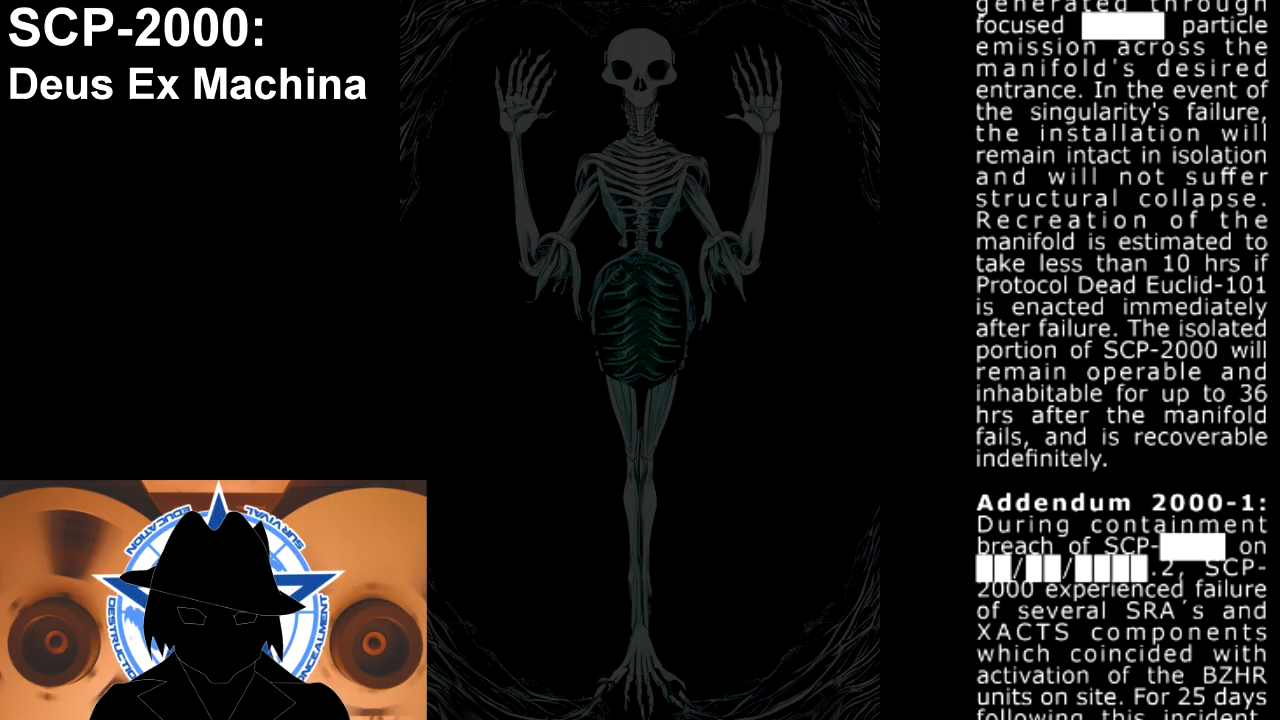 SCP-2000:
Deus Ex Machina
generated through
focused ██████ particle
emission across the
manifold's desired
entrance. In the event of
the singularity's failure,
the installation will
remain intact in isolation
and will not suffer
structural collapse.
Recreation of the
manifold is estimated to
take less than 10 hrs if
Protocol Dead Euclid-101
is enacted immediately
after failure. The isolated
portion of SCP-2000 will
remain operable and
inhabitable for up to 36
hrs after the manifold
fails, and is recoverable
indefinitely.
Addendum 2000-1:
During containment
breach of SCP-████ on
██/██/████.2, SCP-
2000 experienced failure
of several SRA´s and
XACTS components
which coincided with
activation of the BZHR
units on site. For 25 days
following this incident,
EDUCATION
SURVIVAL